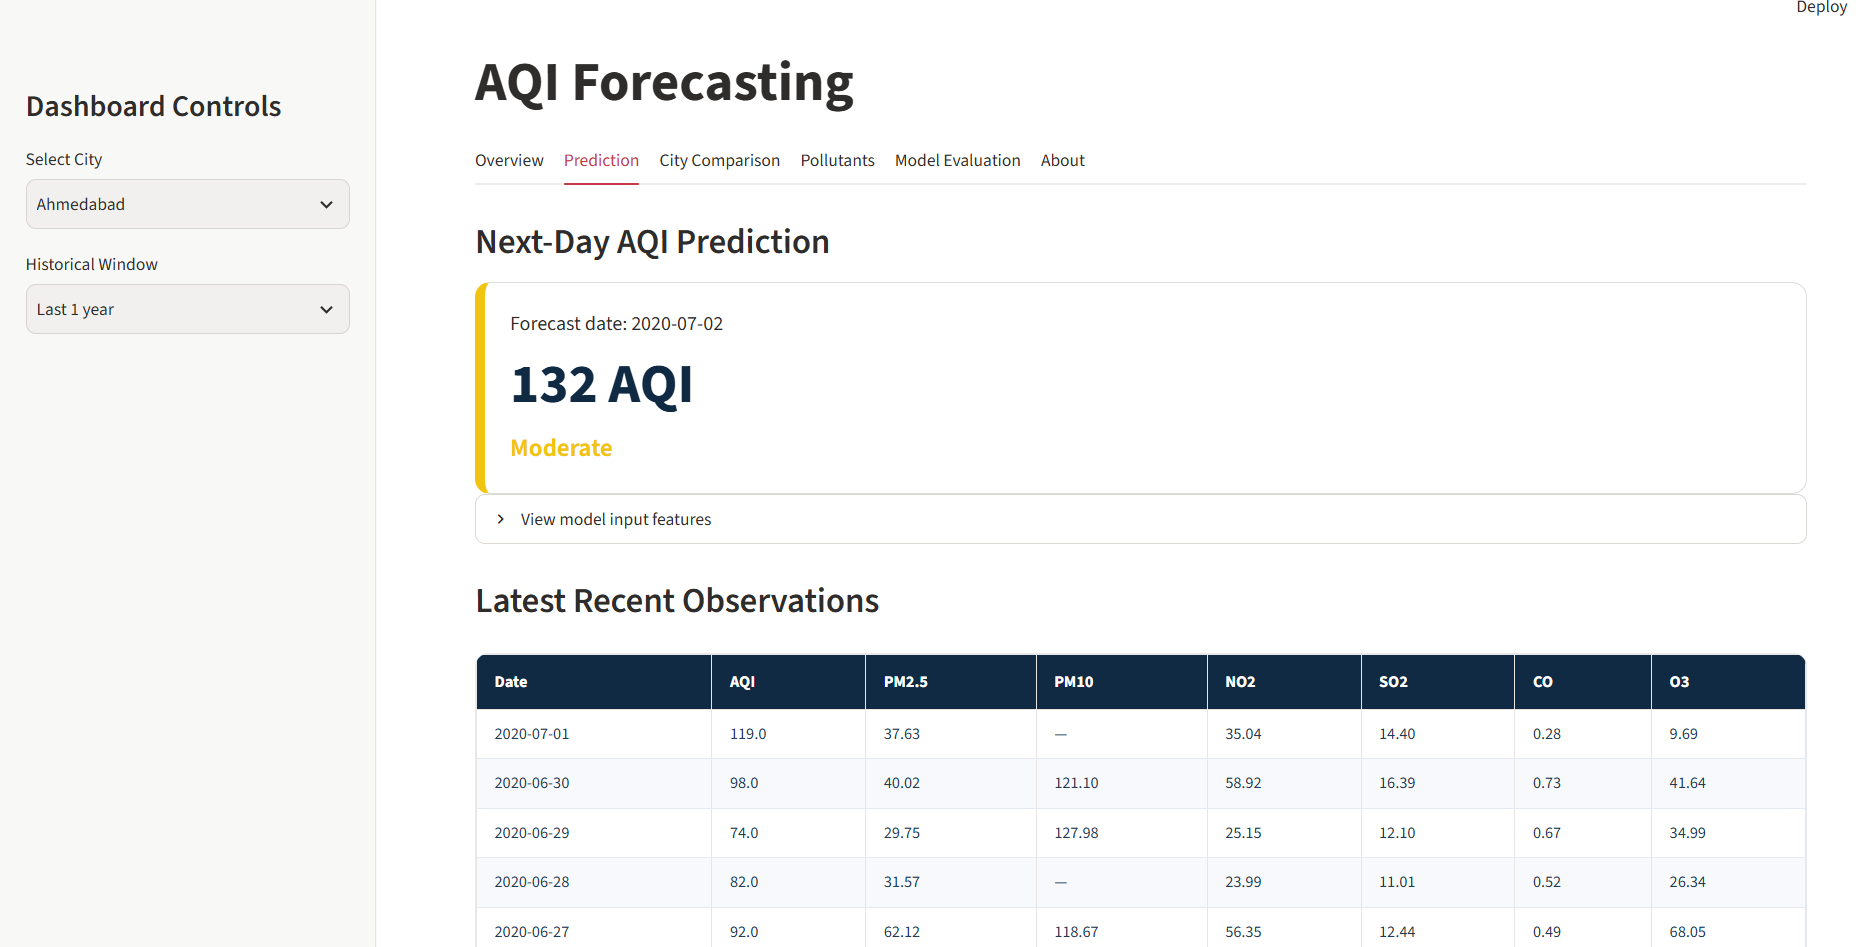 Deploy
Dashboard Controls
Select City
Ahmedabad
Historical Window
Last 1 year
AQI Forecasting
Overview Prediction City Comparison Pollutants Model Evaluation About
Next-Day AQI Prediction
Forecast date: 2020-07-02
132 AQI
Moderate
View model input features
Latest Recent Observations
Date AQI PM2.5 PM10 NO2 SO2 CO O3
2020-07-01 119.0 37.63 — 35.04 14.40 0.28 9.69
2020-06-30 98.0 40.02 121.10 58.92 16.39 0.73 41.64
2020-06-29 74.0 29.75 127.98 25.15 12.10 0.67 34.99
2020-06-28 82.0 31.57 — 23.99 11.01 0.52 26.34
2020-06-27 92.0 62.12 118.67 56.35 12.44 0.49 68.05